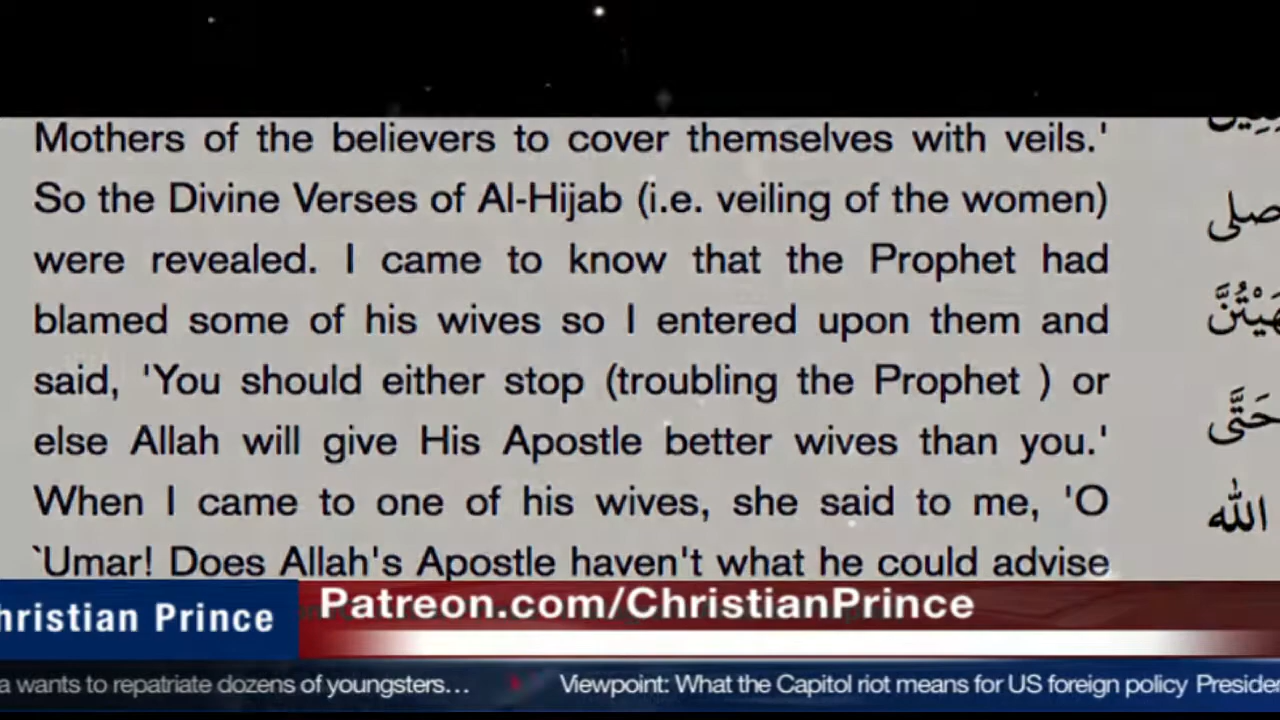 Mothers of the believers to cover themselves with veils.'
So the Divine Verses of Al-Hijab (i.e. veiling of the women)
were revealed. I came to know that the Prophet had
blamed some of his wives so I entered upon them and
said, 'You should either stop (troubling the Prophet ) or
else Allah will give His Apostle better wives than you.'
When I came to one of his wives, she said to me, 'O
`Umar! Does Allah's Apostle haven't what he could advise
صلى
حَتَّى
الله
hristian Prince
Patreon.com/ChristianPrince
a wants to repatriate dozens of youngsters...
Viewpoint: What the Capitol riot means for US foreign policy Presiden